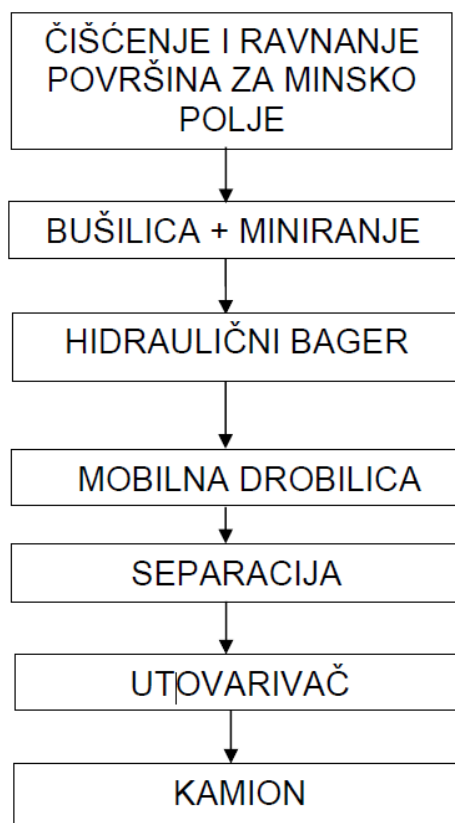 ČIŠĆENJE I RAVNANJE
POVRŠINA ZA MINSKO
POLJE
BUŠILICA + MINIRANJE
HIDRAULIČNI BAGER
MOBILNA DROBILICA
SEPARACIJA
UTOVARIVAČ
KAMION